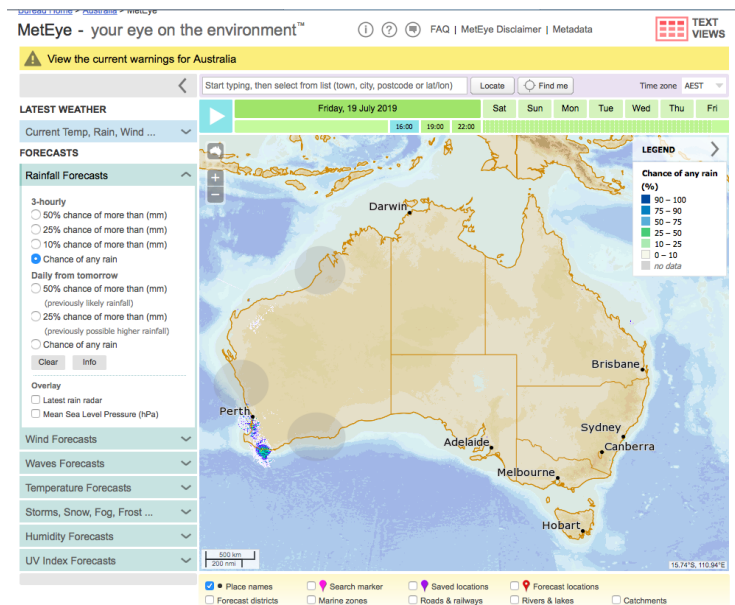 Bureau Home > Australia > MetEye
MetEye - your eye on the environment™
FAQ | MetEye Disclaimer | Metadata
TEXT
VIEWS
View the current warnings for Australia
Start typing, then select from list (town, city, postcode or lat/lon)
Locate
Find me
Time zone AEST
LATEST WEATHER
Current Temp, Rain, Wind ...
FORECASTS
Rainfall Forecasts
3-hourly
50% chance of more than (mm)
25% chance of more than (mm)
10% chance of more than (mm)
Chance of any rain
Daily from tomorrow
50% chance of more than (mm)
(previously likely rainfall)
25% chance of more than (mm)
(previously possible higher rainfall)
Chance of any rain
Clear Info
Overlay
Latest rain radar
Mean Sea Level Pressure (hPa)
Wind Forecasts
Waves Forecasts
Temperature Forecasts
Storms, Snow, Fog, Frost ...
Humidity Forecasts
UV Index Forecasts
Friday, 19 July 2019 Sat Sun Mon Tue Wed Thu Fri
16:00 19:00 22:00
LEGEND
Chance of any rain
(%)
90 – 100
75 – 90
50 – 75
25 – 50
10 – 25
0 – 10
no data
Darwin
Brisbane
Perth
Sydney
Adelaide
Canberra
Melbourne
Hobart
500 km
200 nmi
15.74°S, 110.94°E
Place names Search marker Saved locations Forecast locations
Forecast districts Marine zones Roads & railways Rivers & lakes Catchments